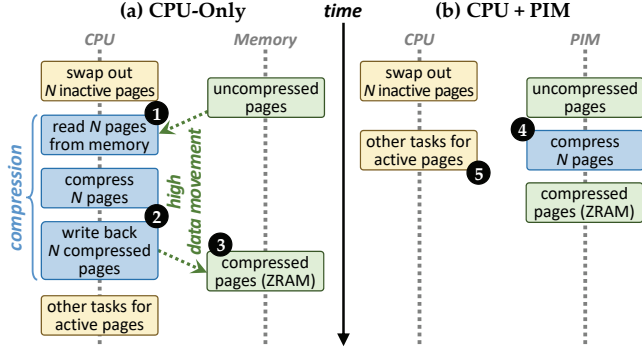 (a) CPU-Only
time
(b) CPU + PIM
CPU
Memory
CPU
PIM
swap out
N inactive pages
uncompressed
pages
swap out
N inactive pages
uncompressed
pages
1
read N pages
from memory
4
other tasks for
active pages
5
compress
N pages
compression
compress
N pages
high
data movement
compressed
pages (ZRAM)
2
write back
N compressed
pages
3
compressed
pages (ZRAM)
other tasks for
active pages